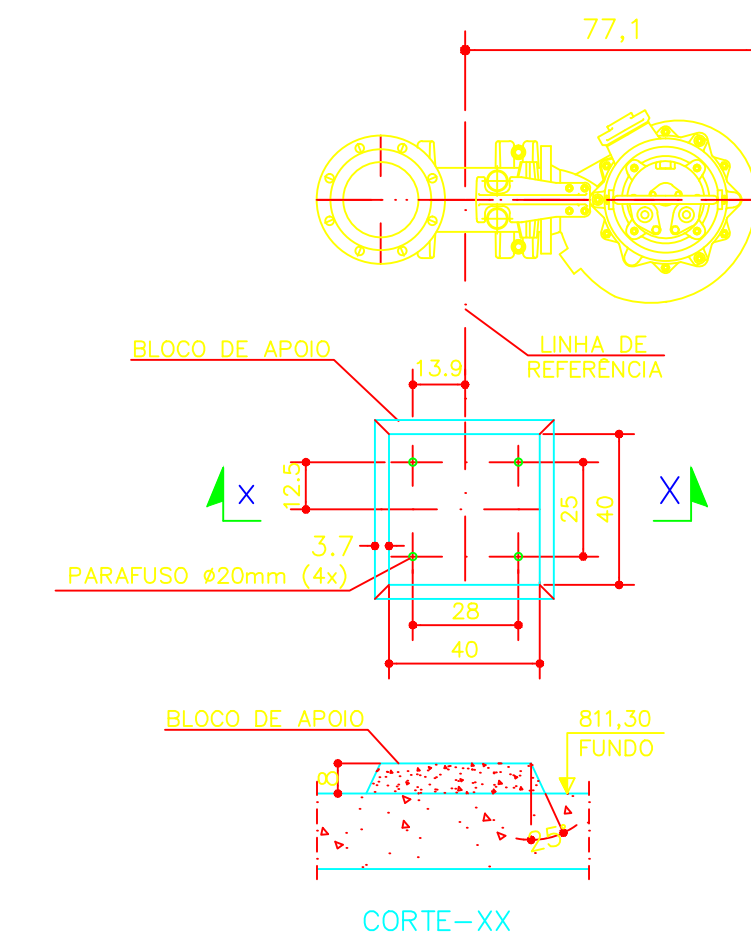 77,1
BLOCO DE APOIO
LINHA DE
REFERÊNCIA
13.9
12.5
X
X
25
40
3.7
PARAFUSO ø20mm (4x)
28
40
BLOCO DE APOIO
811,30
FUNDO
8
25°
CORTE-XX